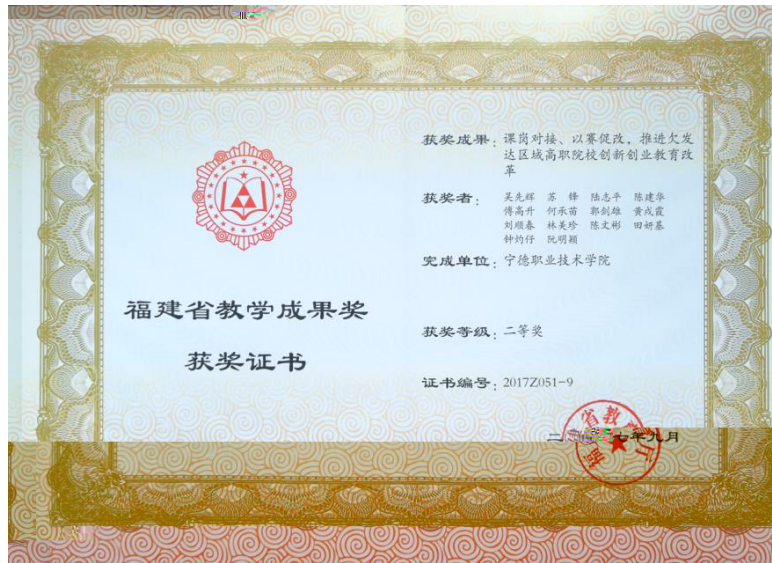 福建省教学成果奖
获奖证书
获奖成果：课岗对接、以赛促改，推进欠发
达区域高职院校创新创业教育改
革
获奖者：吴先辉 苏锋 陆志平 陈建华
傅高升 何承苗 郭剑雄 黄成霞
刘顺春 林美珍 陈文彬 田妍基
钟灼仔 阮明颖
完成单位：宁德职业技术学院
获奖等级：二等奖
证书编号：2017Z051-9
二 七年九月
省教 厅